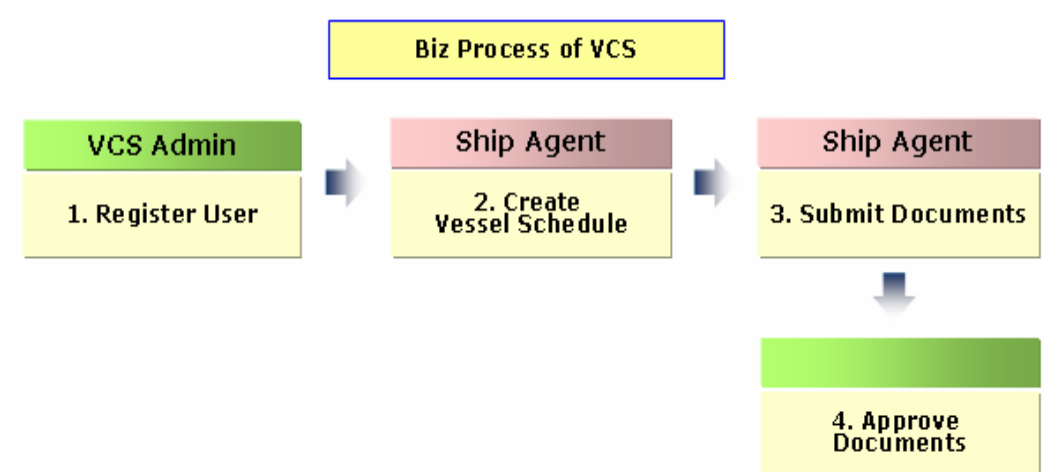 Biz Process of VCS
VCS Admin
1. Register User
Ship Agent
2. Create
Vessel Schedule
Ship Agent
3. Submit Documents
4. Approve
Documents